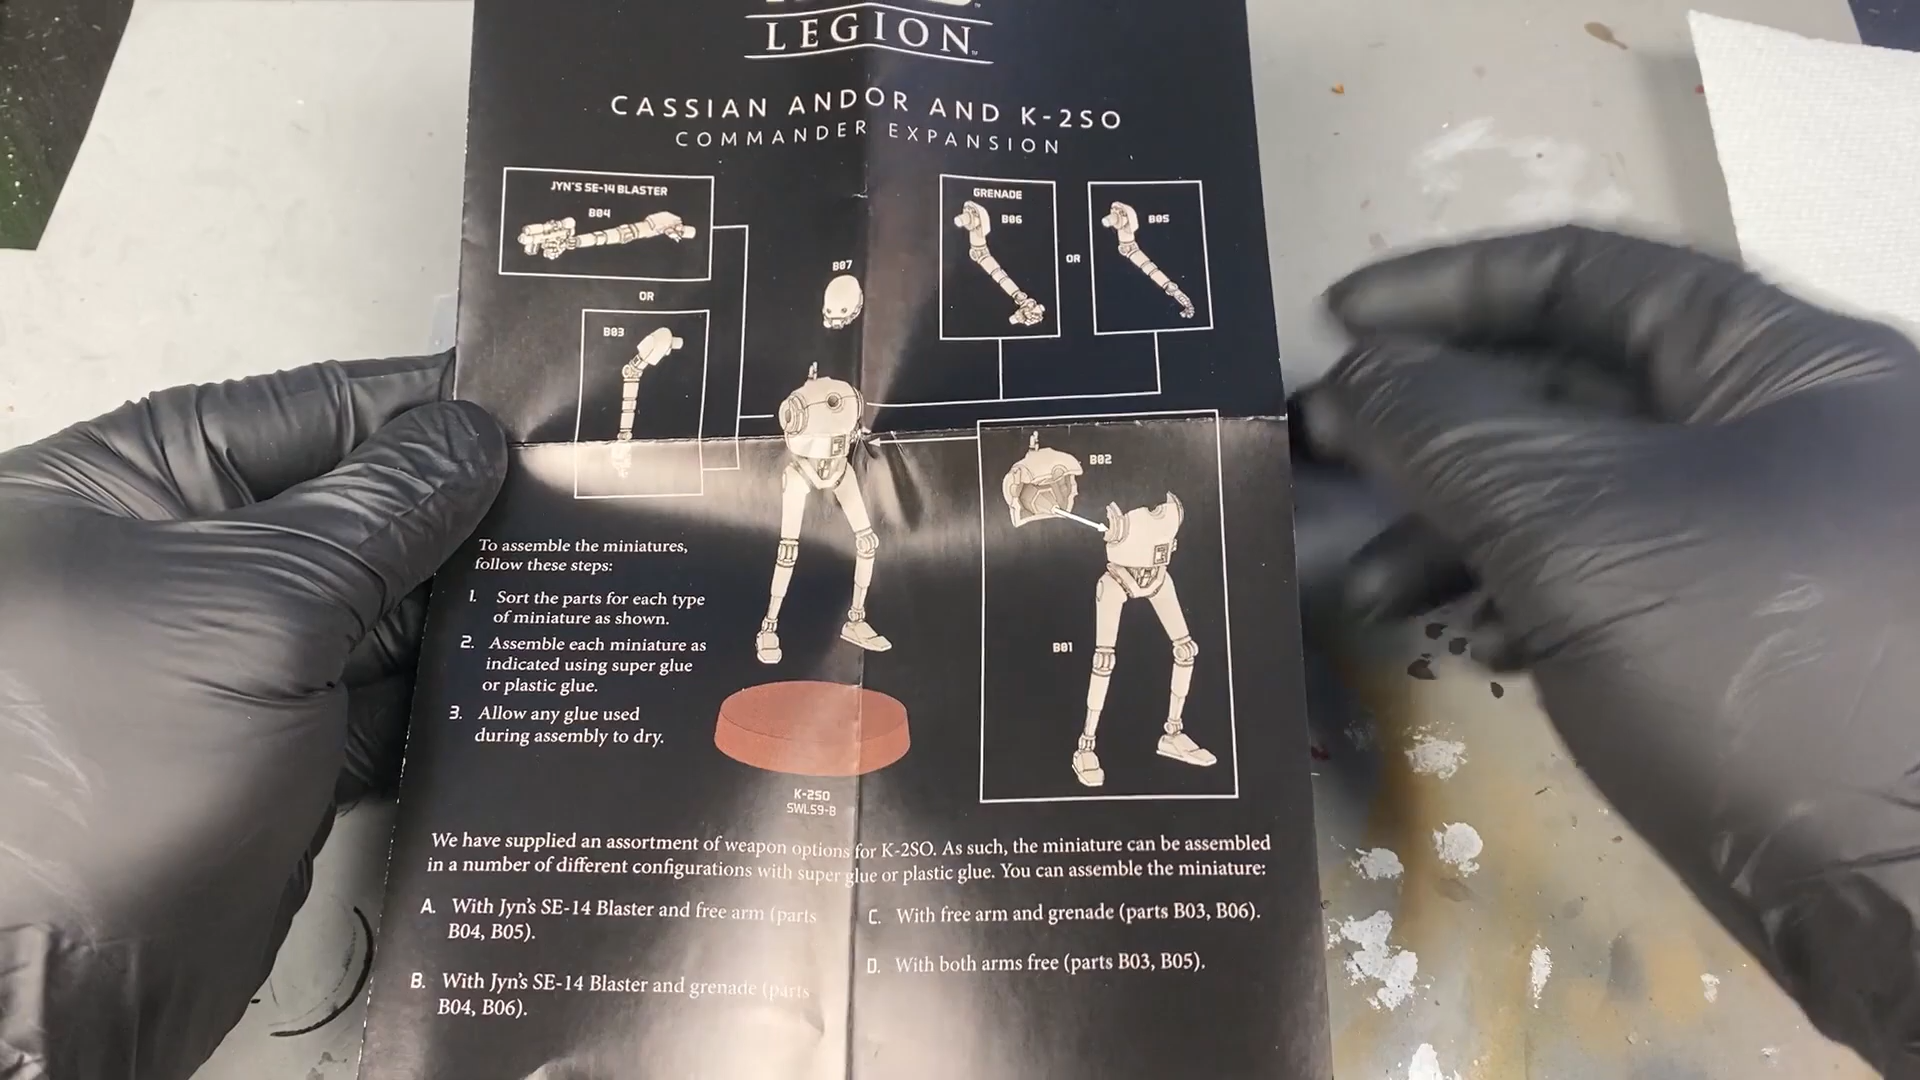 LEGION
CASSIAN ANDOR AND K-2SO
COMMANDER EXPANSION
JYN'S SE-14 BLASTER
B04
OR
B03
B07
GRENADE
B06
OR
B05
B02
B01
To assemble the miniatures,
follow these steps:
1. Sort the parts for each type
of miniature as shown.
2. Assemble each miniature as
indicated using super glue
or plastic glue.
3. Allow any glue used
during assembly to dry.
K-2SO
SWL59-B
We have supplied an assortment of weapon options for K-2SO. As such, the miniature can be assembled
in a number of different configurations with super glue or plastic glue. You can assemble the miniature:
A. With Jyn's SE-14 Blaster and free arm (parts
B04, B05).
B. With Jyn's SE-14 Blaster and grenade (parts
B04, B06).
C. With free arm and grenade (parts B03, B06).
D. With both arms free (parts B03, B05).